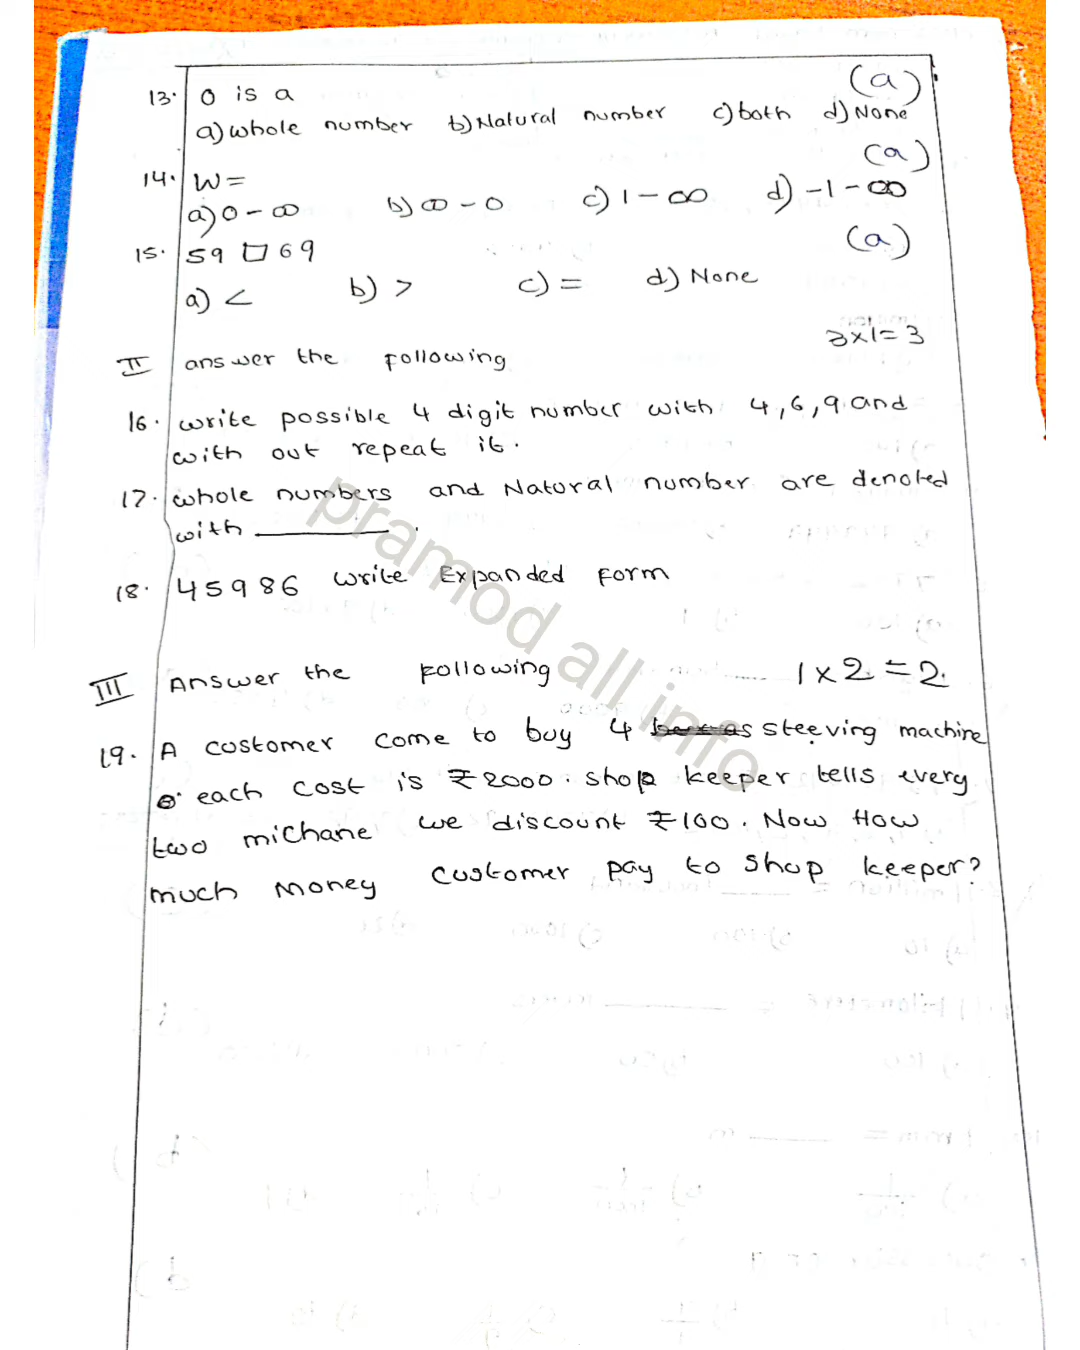 13. 0 is a (a)
a) whole number b) Natural number c) both d) None
14. W = (a)
a) 0 - ∞ b) ∞ - 0 c) 1 - ∞ d) -1 - ∞
15. 59 □ 69 (a)
a) < b) > c) = d) None
3x1=3
II answer the following
16. write possible 4 digit number with 4,6,9 and
with out repeat it.
17. whole numbers and Natural number are denoted
with ______ .
18. 45986 write Expanded Form
III Answer the following 1x2=2.
19. A customer come to buy 4 steeving machine
each cost is ₹2000. shop keeper tells every
two michane we discount ₹100. Now How
much money customer pay to shop keeper?
pramod all info